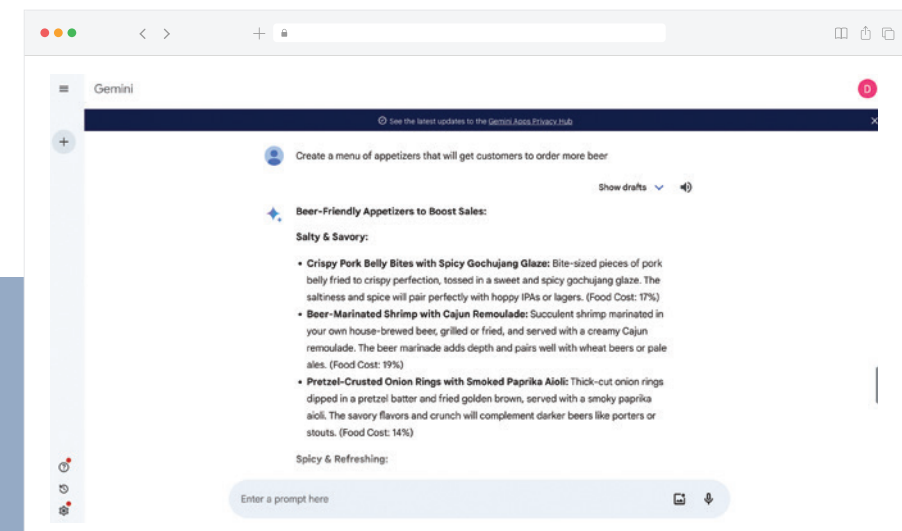 Gemini
D
See the latest updates to the Gemini Apps Privacy Hub
Create a menu of appetizers that will get customers to order more beer
Show drafts
Beer-Friendly Appetizers to Boost Sales:
Salty & Savory:
• Crispy Pork Belly Bites with Spicy Gochujang Glaze: Bite-sized pieces of pork
belly fried to crispy perfection, tossed in a sweet and spicy gochujang glaze. The
saltiness and spice will pair perfectly with hoppy IPAs or lagers. (Food Cost: 17%)
• Beer-Marinated Shrimp with Cajun Remoulade: Succulent shrimp marinated in
your own house-brewed beer, grilled or fried, and served with a creamy Cajun
remoulade. The beer marinade adds depth and pairs well with wheat beers or pale
ales. (Food Cost: 19%)
• Pretzel-Crusted Onion Rings with Smoked Paprika Aioli: Thick-cut onion rings
dipped in a pretzel batter and fried golden brown, served with a smoky paprika
aioli. The savory flavors and crunch will complement darker beers like porters or
stouts. (Food Cost: 14%)
Spicy & Refreshing:
Enter a prompt here